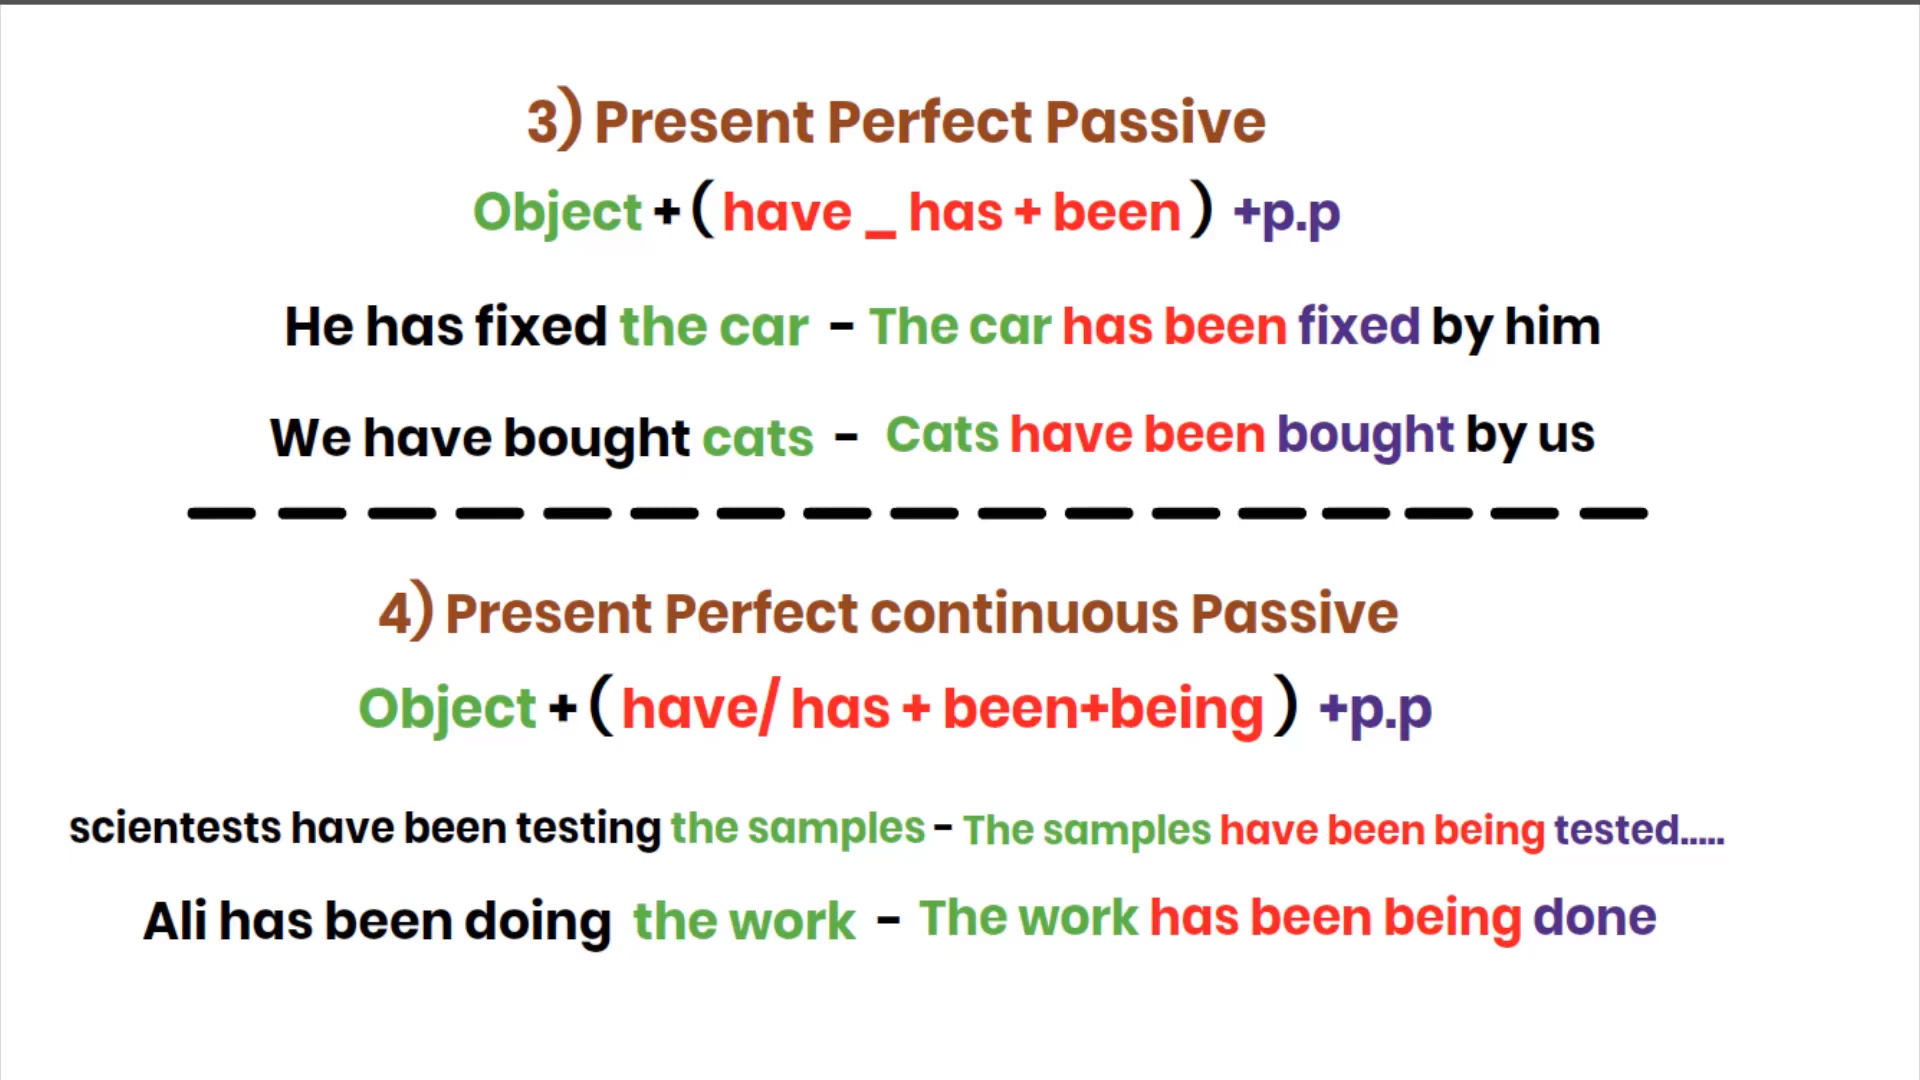 3) Present Perfect Passive
Object + ( have _ has + been ) +p.p
He has fixed the car - The car has been fixed by him
We have bought cats - Cats have been bought by us
4) Present Perfect continuous Passive
Object + ( have/ has + been+being ) +p.p
scientests have been testing the samples - The samples have been being tested.....
Ali has been doing the work - The work has been being done